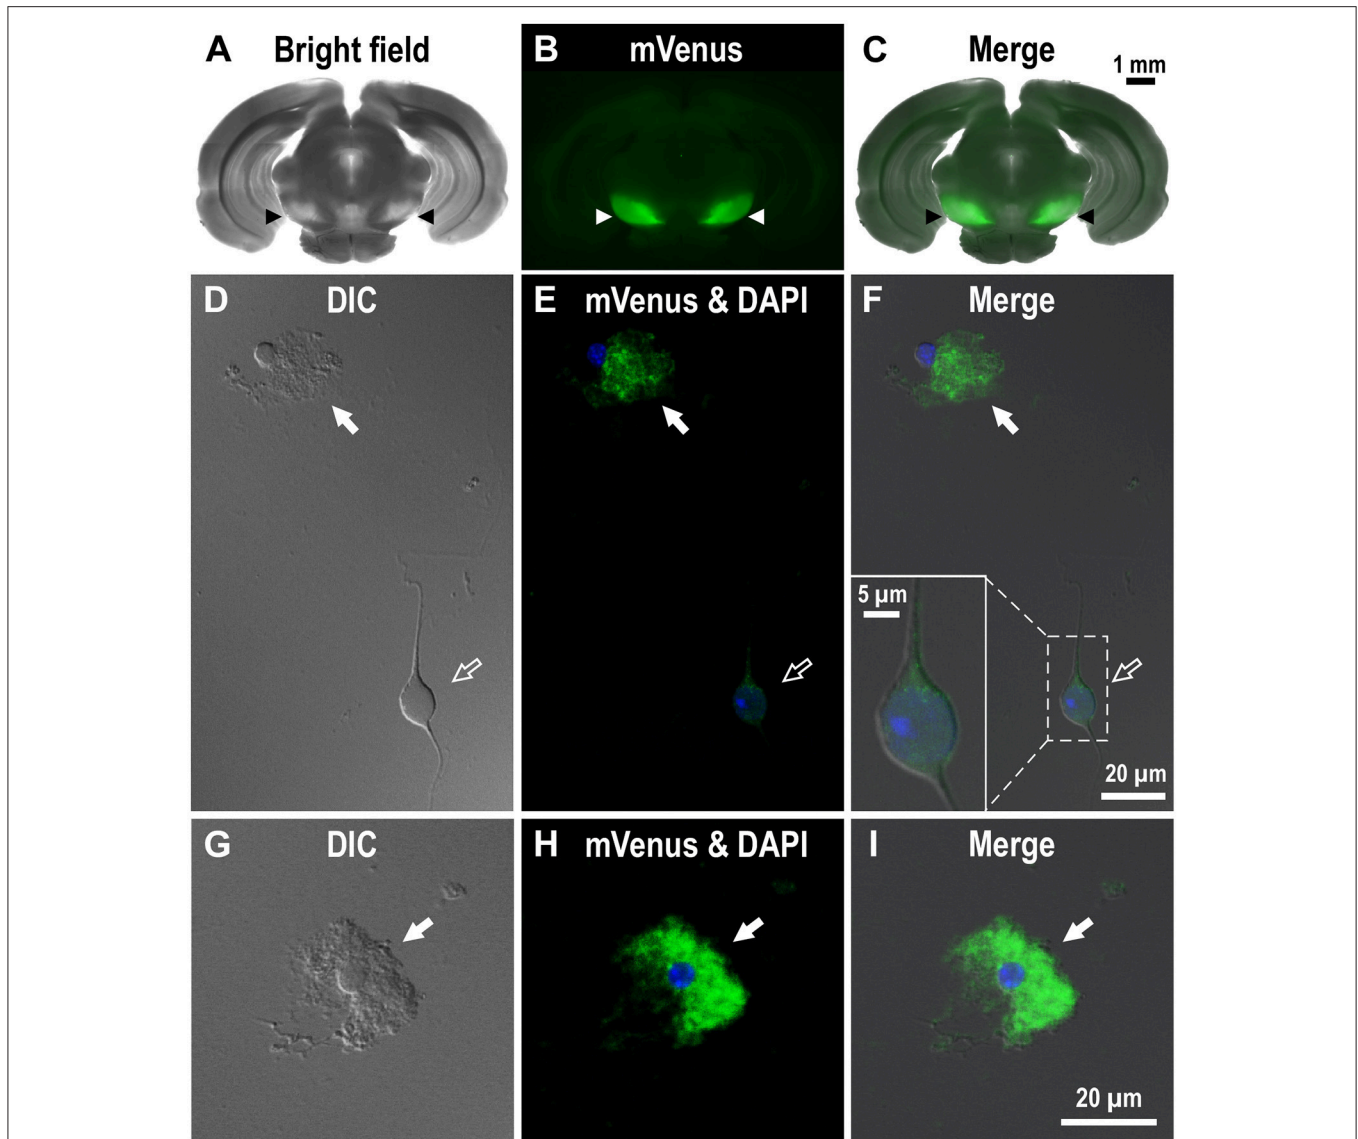 A Bright field
B mVenus
C Merge
1 mm
D DIC
E mVenus & DAPI
F Merge
5 µm
20 µm
G DIC
H mVenus & DAPI
I Merge
20 µm